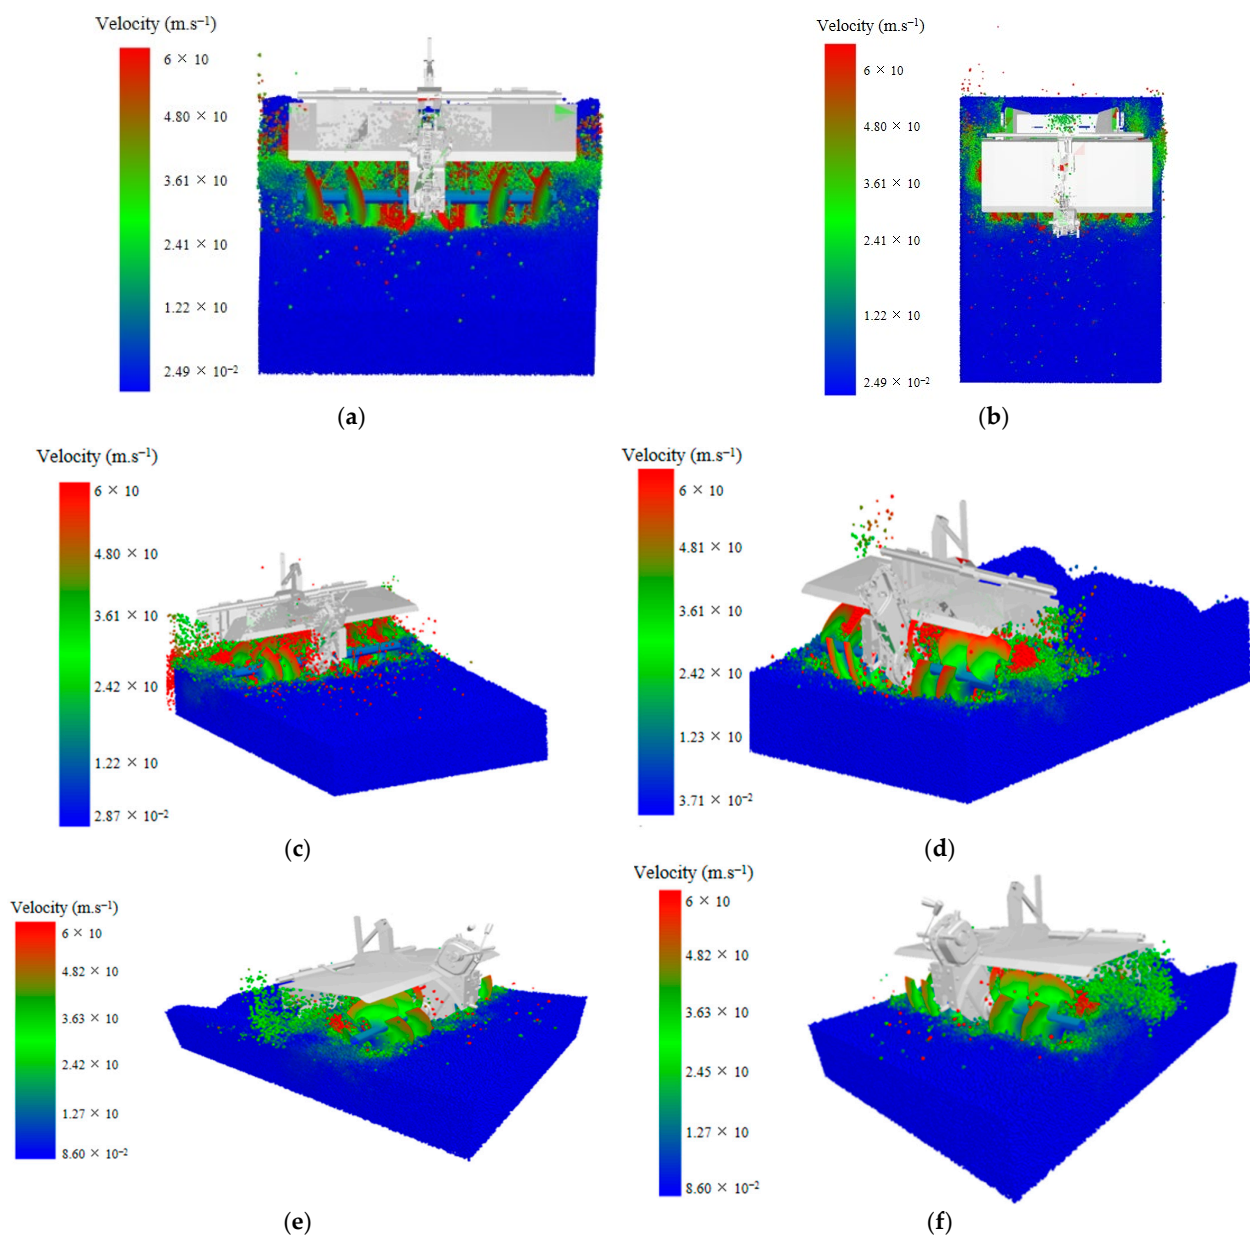 Velocity (m.s⁻¹)
6 × 10
4.80 × 10
3.61 × 10
2.41 × 10
1.22 × 10
2.49 × 10⁻²
(a)
Velocity (m.s⁻¹)
6 × 10
4.80 × 10
3.61 × 10
2.41 × 10
1.22 × 10
2.49 × 10⁻²
(b)
Velocity (m.s⁻¹)
6 × 10
4.80 × 10
3.61 × 10
2.42 × 10
1.22 × 10
2.87 × 10⁻²
(c)
Velocity (m.s⁻¹)
6 × 10
4.81 × 10
3.61 × 10
2.42 × 10
1.23 × 10
3.71 × 10⁻²
(d)
Velocity (m.s⁻¹)
6 × 10
4.82 × 10
3.63 × 10
2.42 × 10
1.27 × 10
8.60 × 10⁻²
(e)
Velocity (m.s⁻¹)
6 × 10
4.82 × 10
3.63 × 10
2.45 × 10
1.27 × 10
8.60 × 10⁻²
(f)